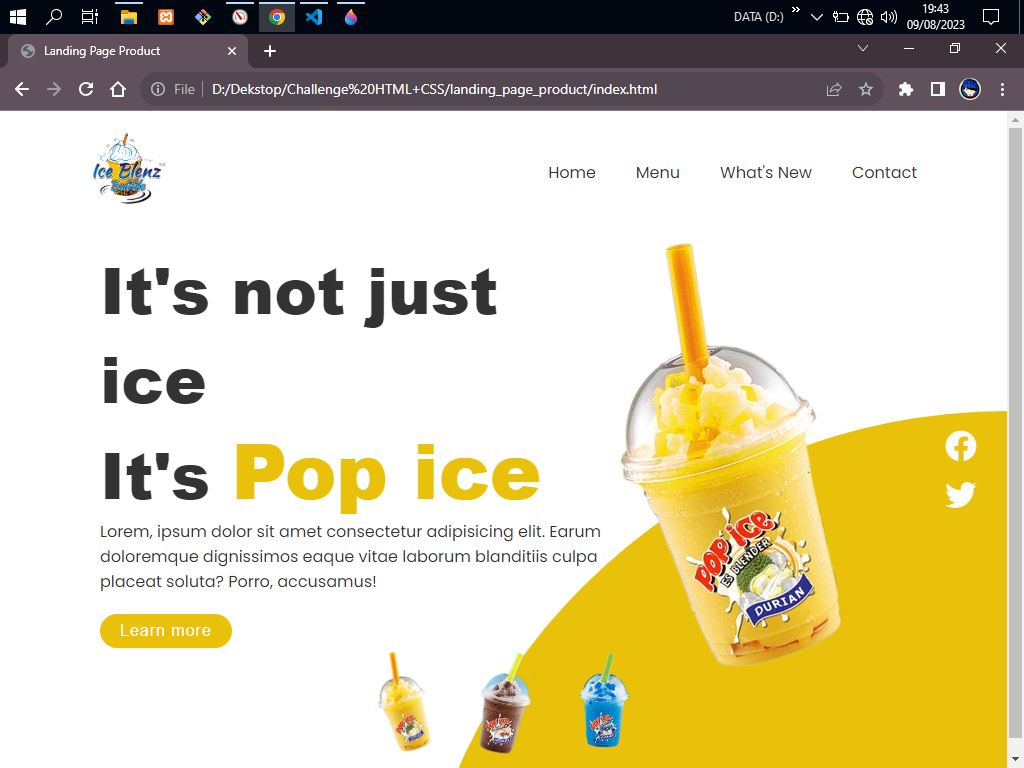 DATA (D:)
19:43
09/08/2023
Landing Page Product
File
D:/Dekstop/Challenge%20HTML+CSS/landing_page_product/index.html
Ice Blenz
Bubble
Home
Menu
What's New
Contact
It's not just
ice
It's Pop ice
Lorem, ipsum dolor sit amet consectetur adipisicing elit. Earum
doloremque dignissimos eaque vitae laborum blanditiis culpa
placeat soluta? Porro, accusamus!
Learn more
POP ICE
ES BLENDER
DURIAN